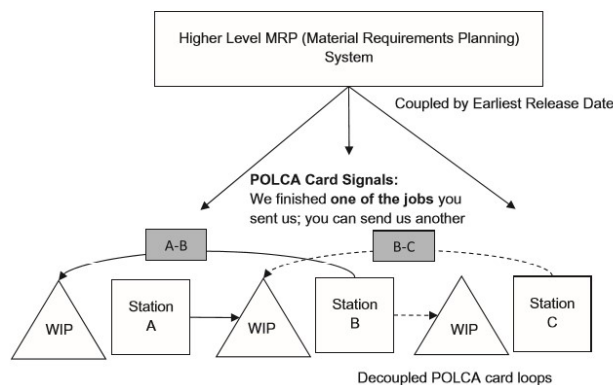 Higher Level MRP (Material Requirements Planning)
System
Coupled by Earliest Release Date
POLCA Card Signals:
We finished one of the jobs you
sent us; you can send us another
A-B
B-C
WIP
Station
A
WIP
Station
B
WIP
Station
C
Decoupled POLCA card loops